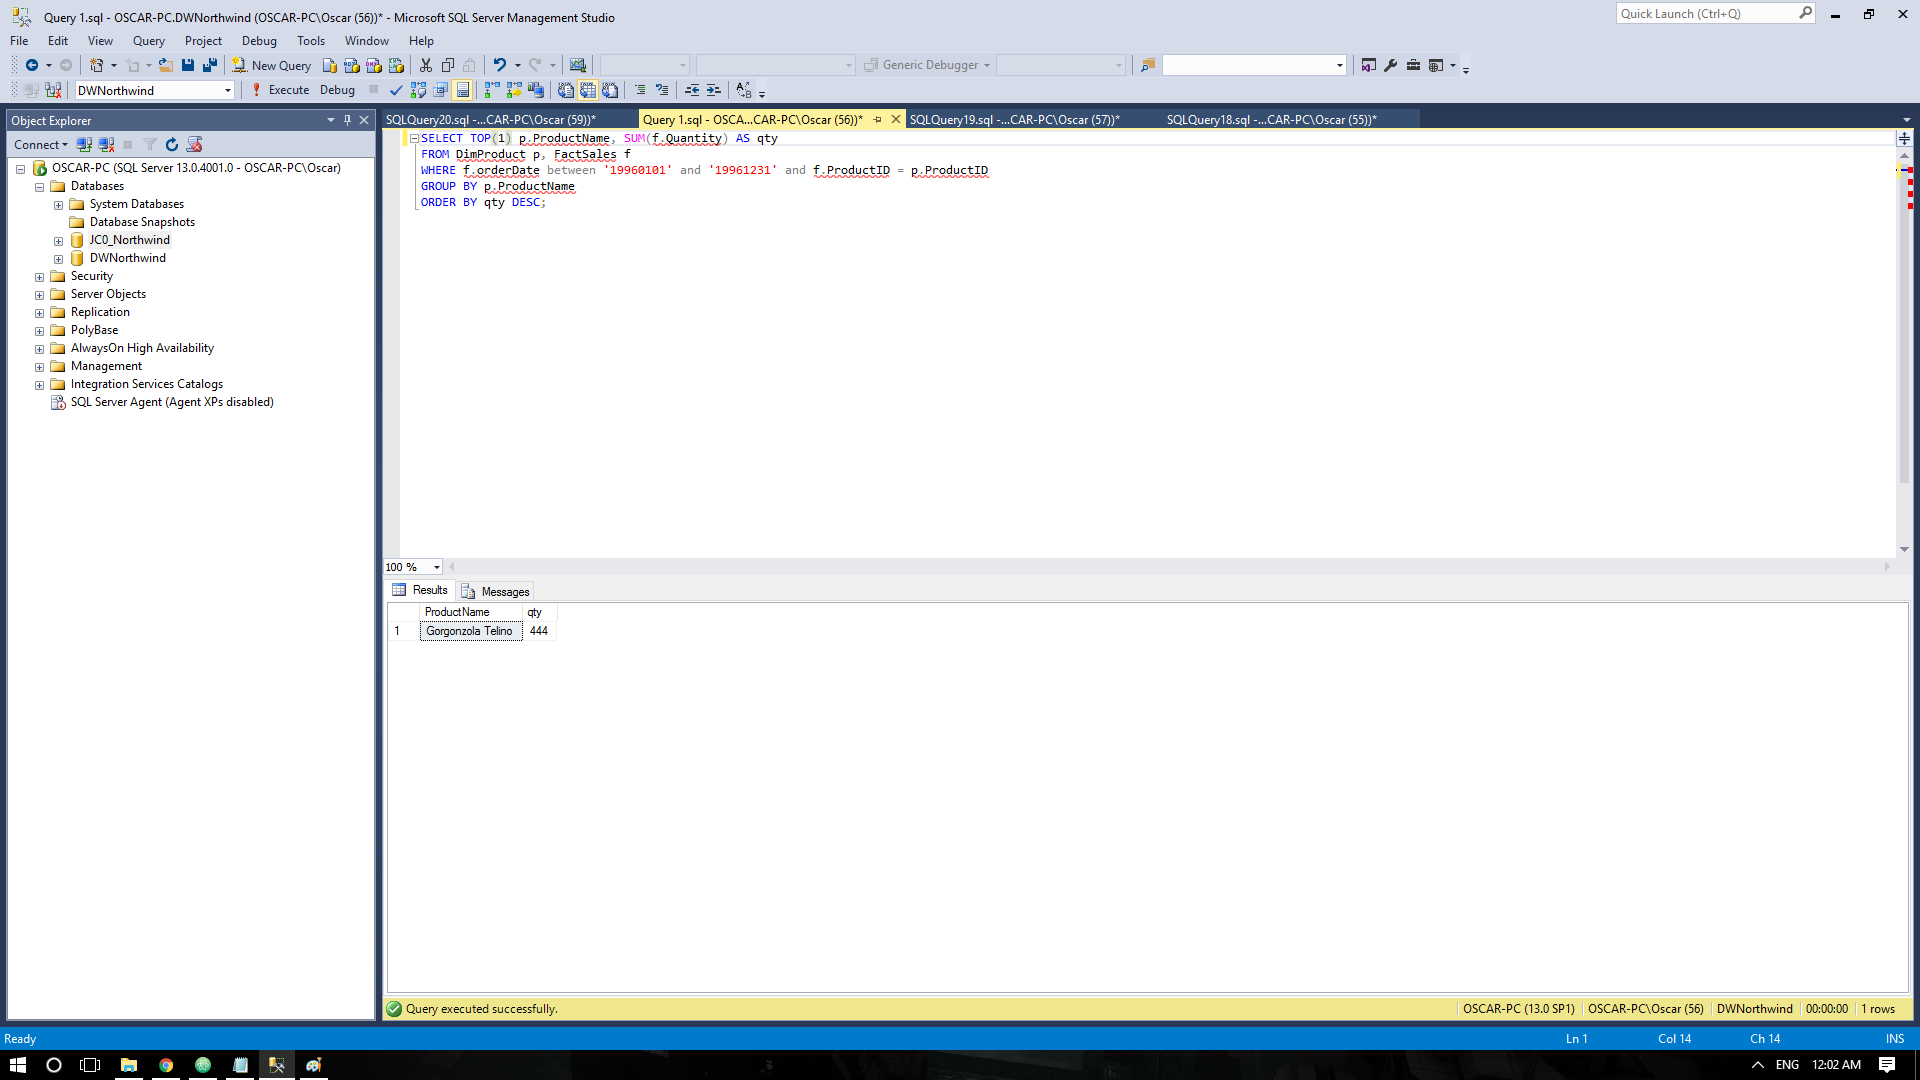 Query 1.sql - OSCAR-PC.DWNorthwind (OSCAR-PC\Oscar (56))* - Microsoft SQL Server Management Studio
Quick Launch (Ctrl+Q)
File Edit View Query Project Debug Tools Window Help
New Query
Generic Debugger
DWNorthwind
Execute Debug
Object Explorer
Connect
OSCAR-PC (SQL Server 13.0.4001.0 - OSCAR-PC\Oscar)
Databases
System Databases
Database Snapshots
JC0_Northwind
DWNorthwind
Security
Server Objects
Replication
PolyBase
AlwaysOn High Availability
Management
Integration Services Catalogs
SQL Server Agent (Agent XPs disabled)
SQLQuery20.sql -...CAR-PC\Oscar (59))*
Query 1.sql - OSCA...CAR-PC\Oscar (56))*
SQLQuery19.sql -...CAR-PC\Oscar (57))*
SQLQuery18.sql -...CAR-PC\Oscar (55))*
SELECT TOP(1) p.ProductName, SUM(f.Quantity) AS qty
FROM DimProduct p, FactSales f
WHERE f.orderDate between '19960101' and '19961231' and f.ProductID = p.ProductID
GROUP BY p.ProductName
ORDER BY qty DESC;
100 %
Results Messages
ProductName qty
1 Gorgonzola Telino 444
Query executed successfully.
OSCAR-PC (13.0 SP1) OSCAR-PC\Oscar (56) DWNorthwind 00:00:00 1 rows
Ready
Ln 1 Col 14 Ch 14 INS
ENG 12:02 AM